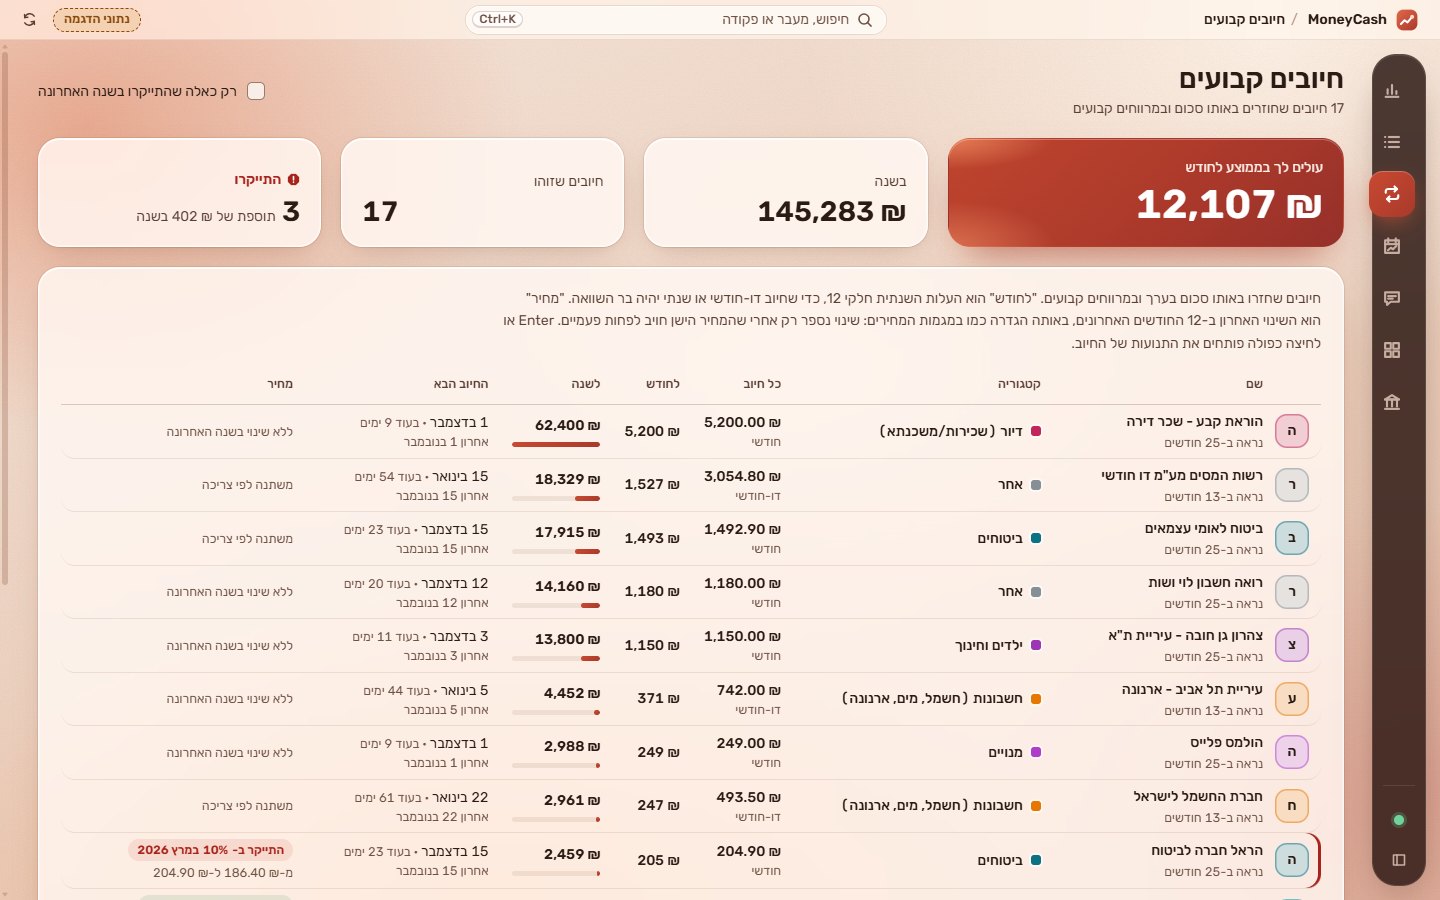 MoneyCash / חיובים קבועים
חיפוש, מעבר או פקודה Ctrl+K
נתוני הדגמה
חיובים קבועים
17 חיובים שחוזרים באותו סכום ובמרווחים קבועים
רק כאלה שהתייקרו בשנה האחרונה
עולים לך בממוצע לחודש
₪ 12,107
בשנה
₪ 145,283
חיובים שזוהו
17
התייקרו
3 תוספת של ₪ 402 בשנה
חיובים שחזרו באותו סכום בערך ובמרווחים קבועים. "לחודש" הוא העלות השנתית חלקי 12, כדי שחיוב דו-חודשי או שנתי יהיה בר השוואה. "מחיר"
הוא השינוי האחרון ב-12 החודשים האחרונים, באותה הגדרה כמו במגמות המחירים: שינוי נספר רק אחרי שהמחיר הישן חויב לפחות פעמיים. Enter או
לחיצה כפולה פותחים את התנועות של החיוב.
שם קטגוריה כל חיוב לחודש לשנה החיוב הבא מחיר
ה הוראת קבע - שכר דירה דיור (שכירות/משכנתא) ₪ 5,200.00 ₪ 5,200 ₪ 62,400 1 בדצמבר • בעוד 9 ימים ללא שינוי בשנה האחרונה
נראה ב-25 חודשים חודשי אחרון 1 בנובמבר
ר רשות המסים מע"מ דו חודשי אחר ₪ 3,054.80 ₪ 1,527 ₪ 18,329 15 בינואר • בעוד 54 ימים משתנה לפי צריכה
נראה ב-13 חודשים דו-חודשי אחרון 15 בנובמבר
ב ביטוח לאומי עצמאים ביטוחים ₪ 1,492.90 ₪ 1,493 ₪ 17,915 15 בדצמבר • בעוד 23 ימים משתנה לפי צריכה
נראה ב-25 חודשים חודשי אחרון 15 בנובמבר
ר רואה חשבון לוי ושות אחר ₪ 1,180.00 ₪ 1,180 ₪ 14,160 12 בדצמבר • בעוד 20 ימים ללא שינוי בשנה האחרונה
נראה ב-25 חודשים חודשי אחרון 12 בנובמבר
צ צהרון גן חובה - עיריית ת"א ילדים וחינוך ₪ 1,150.00 ₪ 1,150 ₪ 13,800 3 בדצמבר • בעוד 11 ימים ללא שינוי בשנה האחרונה
נראה ב-25 חודשים חודשי אחרון 3 בנובמבר
ע עיריית תל אביב - ארנונה חשבונות (חשמל, מים, ארנונה) ₪ 742.00 ₪ 371 ₪ 4,452 5 בינואר • בעוד 44 ימים ללא שינוי בשנה האחרונה
נראה ב-13 חודשים דו-חודשי אחרון 5 בנובמבר
ה הולמס פלייס מנויים ₪ 249.00 ₪ 249 ₪ 2,988 1 בדצמבר • בעוד 9 ימים ללא שינוי בשנה האחרונה
נראה ב-25 חודשים חודשי אחרון 1 בנובמבר
ח חברת החשמל לישראל חשבונות (חשמל, מים, ארנונה) ₪ 493.50 ₪ 247 ₪ 2,961 22 בינואר • בעוד 61 ימים משתנה לפי צריכה
נראה ב-13 חודשים דו-חודשי אחרון 22 בנובמבר
ה הראל חברה לביטוח ביטוחים ₪ 204.90 ₪ 205 ₪ 2,459 15 בדצמבר • בעוד 23 ימים התייקר ב- 10% במרץ 2026
נראה ב-25 חודשים חודשי אחרון 15 בנובמבר מ-₪ 186.40 ל-₪ 204.90